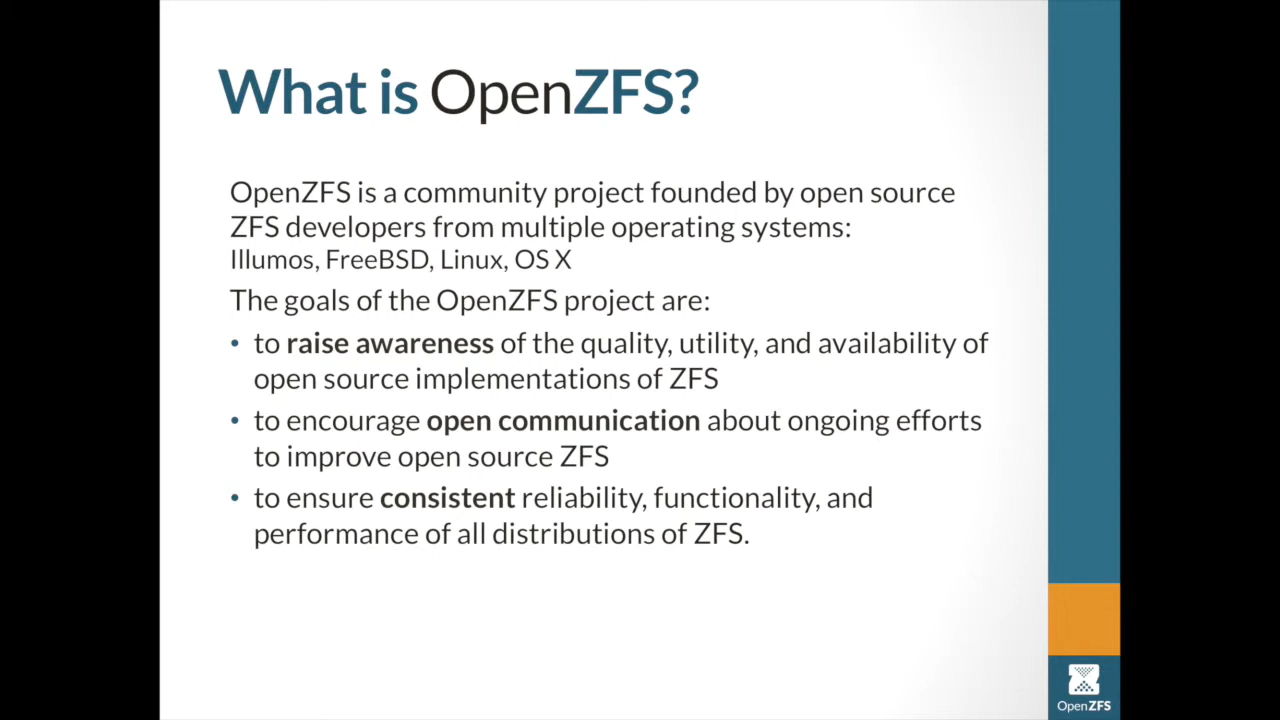 What is OpenZFS?
OpenZFS is a community project founded by open source
ZFS developers from multiple operating systems:
Illumos, FreeBSD, Linux, OS X
The goals of the OpenZFS project are:
• to raise awareness of the quality, utility, and availability of
open source implementations of ZFS
• to encourage open communication about ongoing efforts
to improve open source ZFS
• to ensure consistent reliability, functionality, and
performance of all distributions of ZFS.
OpenZFS